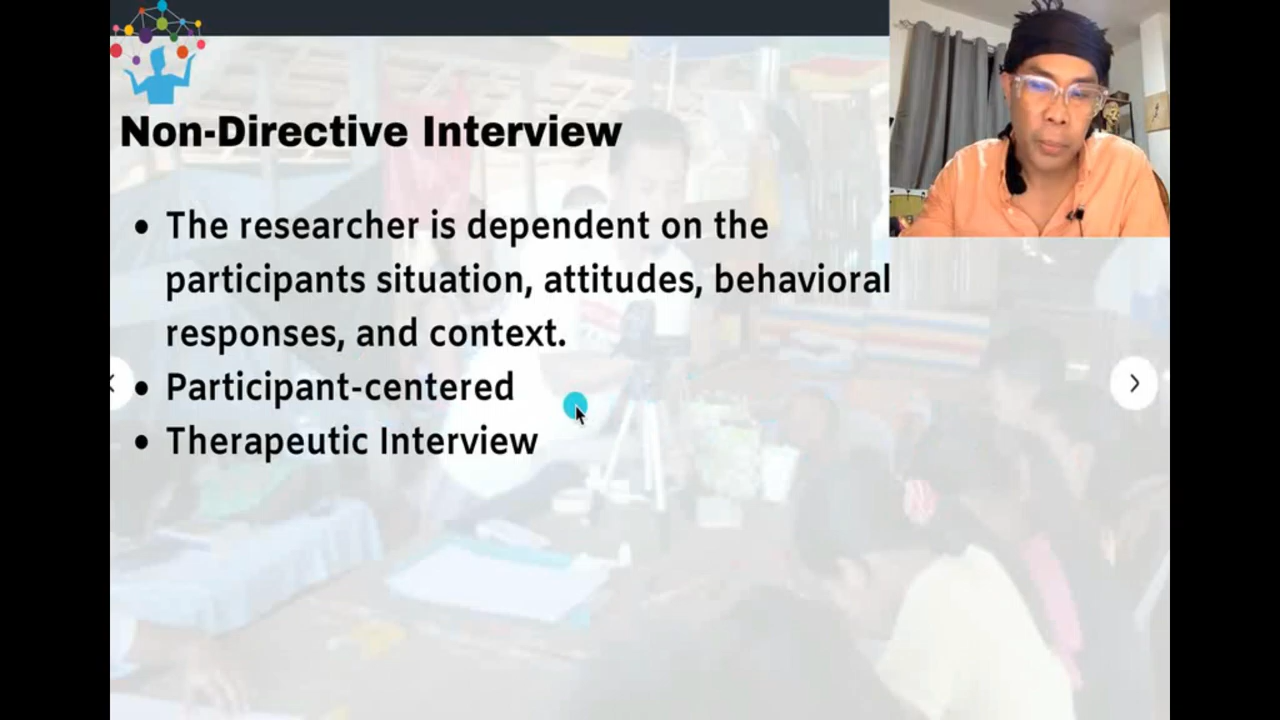 Non-Directive Interview
• The researcher is dependent on the
participants situation, attitudes, behavioral
responses, and context.
• Participant-centered
• Therapeutic Interview